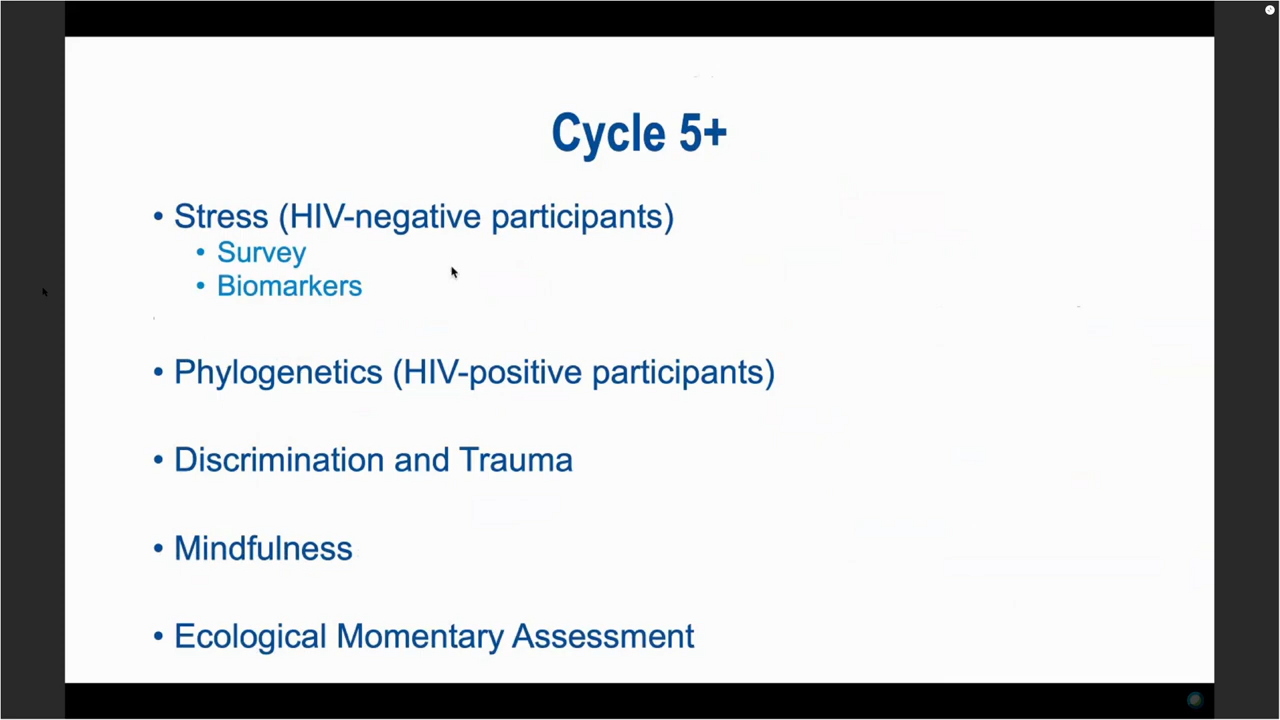 Cycle 5+
• Stress (HIV-negative participants)
• Survey
• Biomarkers
• Phylogenetics (HIV-positive participants)
• Discrimination and Trauma
• Mindfulness
• Ecological Momentary Assessment